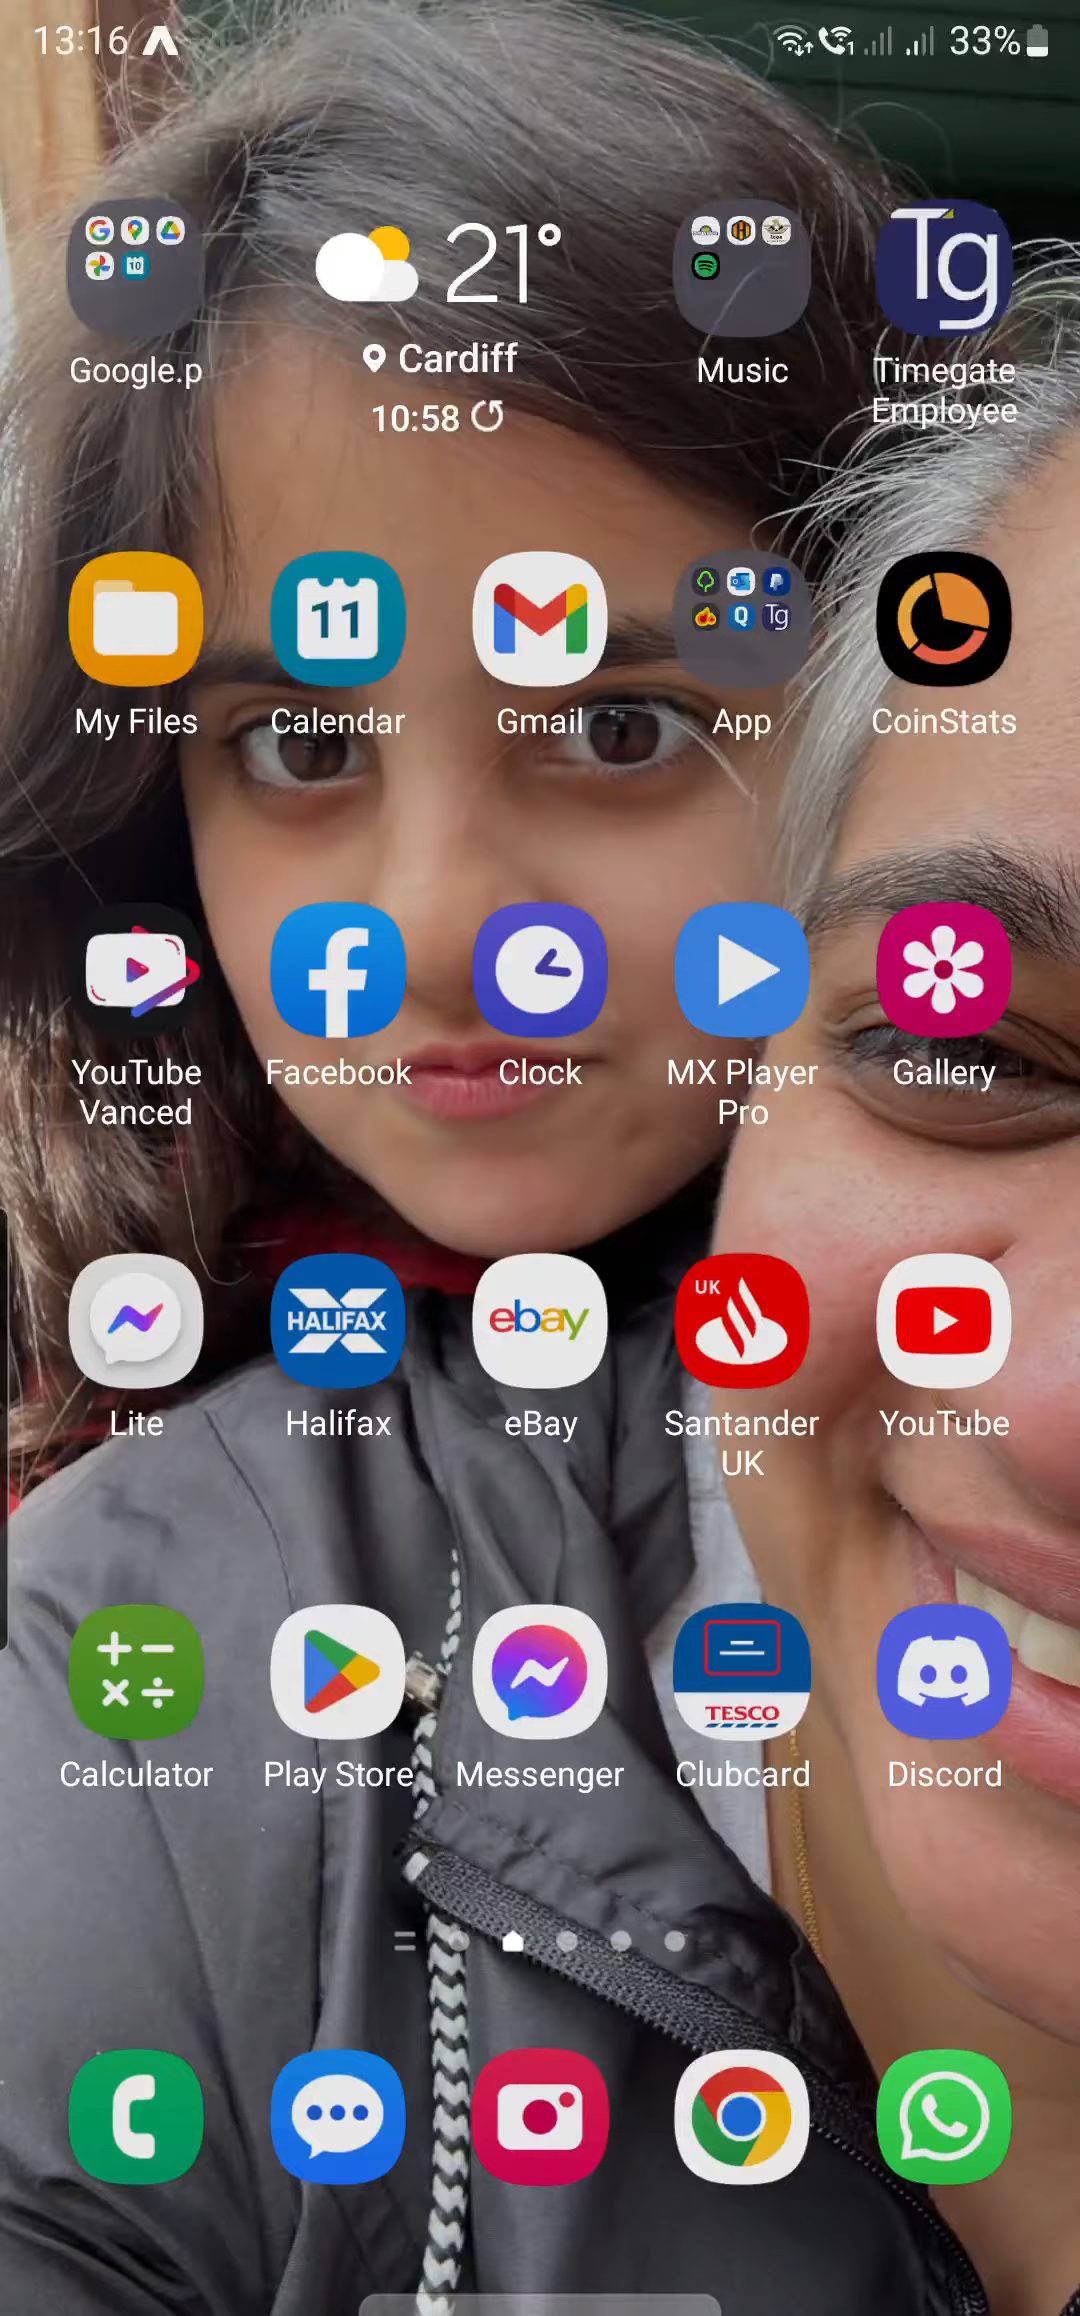 13:16
33%
21°
Cardiff
10:58
10
Tg
Google.p
Music
Timegate
Employee
11
Q
Tg
My Files
Calendar
Gmail
App
CoinStats
YouTube
Vanced
Facebook
Clock
MX Player
Pro
Gallery
HALIFAX
ebay
UK
Lite
Halifax
eBay
Santander
UK
YouTube
TESCO
Calculator
Play Store
Messenger
Clubcard
Discord